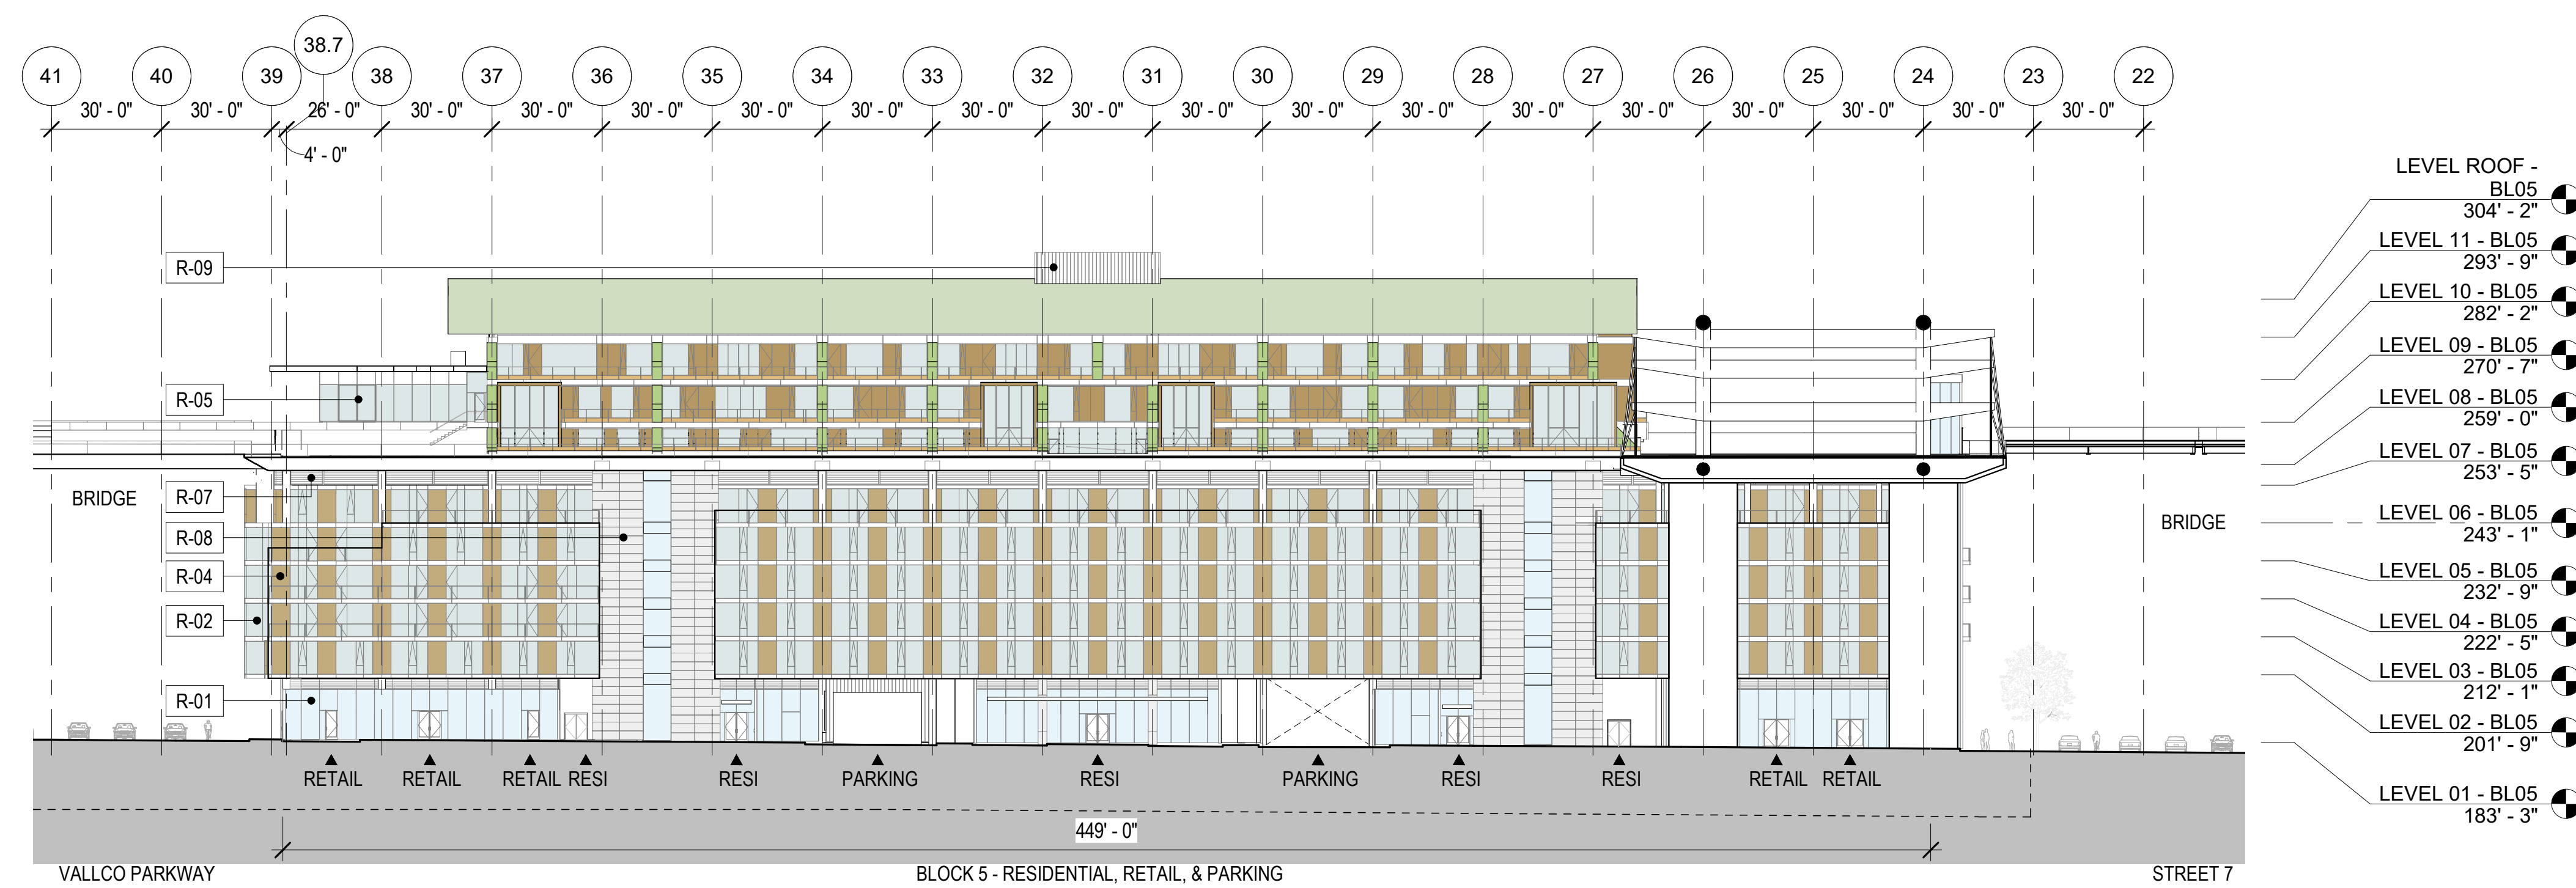 38.7
41 40 39 38 37 36 35 34 33 32 31 30 29 28 27 26 25 24 23 22
30' - 0" 30' - 0" 26' - 0" 30' - 0" 30' - 0" 30' - 0" 30' - 0" 30' - 0" 30' - 0" 30' - 0" 30' - 0" 30' - 0" 30' - 0" 30' - 0" 30' - 0" 30' - 0" 30' - 0" 30' - 0" 30' - 0"
4' - 0"
LEVEL ROOF -
BL05
304' - 2"
LEVEL 11 - BL05
293' - 9"
LEVEL 10 - BL05
282' - 2"
LEVEL 09 - BL05
270' - 7"
LEVEL 08 - BL05
259' - 0"
LEVEL 07 - BL05
253' - 5"
LEVEL 06 - BL05
243' - 1"
LEVEL 05 - BL05
232' - 9"
LEVEL 04 - BL05
222' - 5"
LEVEL 03 - BL05
212' - 1"
LEVEL 02 - BL05
201' - 9"
LEVEL 01 - BL05
183' - 3"
R-09
R-05
R-07
R-08
R-04
R-02
R-01
BRIDGE
BRIDGE
RETAIL RETAIL RETAIL RESI RESI PARKING RESI PARKING RESI RESI RETAIL RETAIL
449' - 0"
VALLCO PARKWAY
BLOCK 5 - RESIDENTIAL, RETAIL, & PARKING
STREET 7